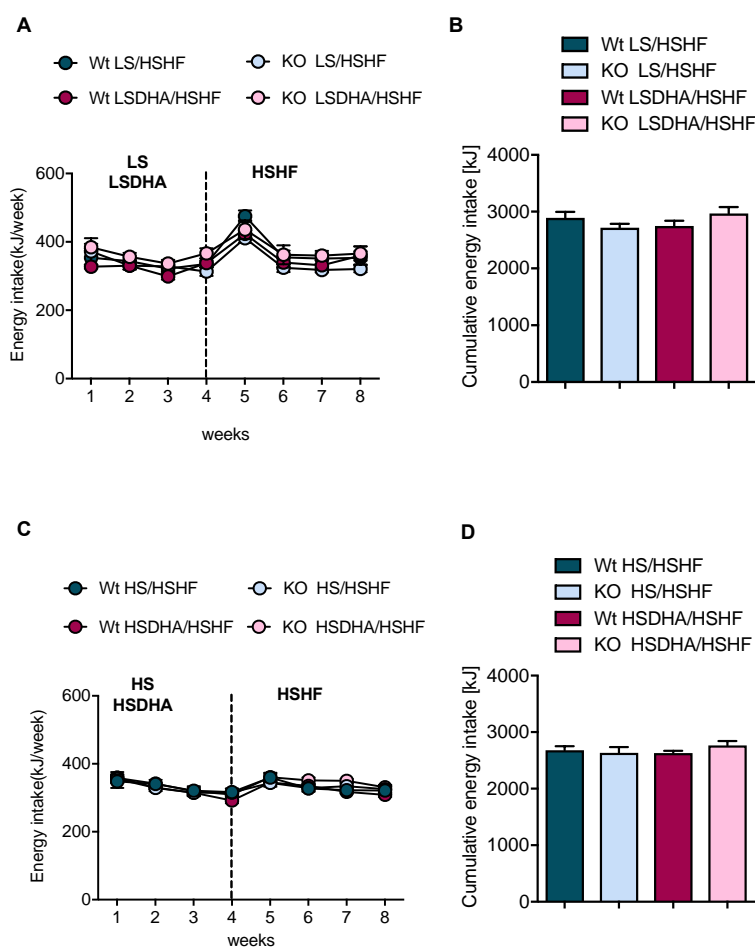 A
Wt LS/HSHF
KO LS/HSHF
Wt LSDHA/HSHF
KO LSDHA/HSHF
LS
LSDHA
HSHF
Energy intake(kJ/week)
600
400
200
0
1 2 3 4 5 6 7 8
weeks
B
Wt LS/HSHF
KO LS/HSHF
Wt LSDHA/HSHF
KO LSDHA/HSHF
Cumulative energy intake [kJ]
4000
3000
2000
1000
0
C
Wt HS/HSHF
KO HS/HSHF
Wt HSDHA/HSHF
KO HSDHA/HSHF
HS
HSDHA
HSHF
Energy intake(kJ/week)
600
400
200
0
1 2 3 4 5 6 7 8
weeks
D
Wt HS/HSHF
KO HS/HSHF
Wt HSDHA/HSHF
KO HSDHA/HSHF
Cumulative energy intake [kJ]
4000
3000
2000
1000
0